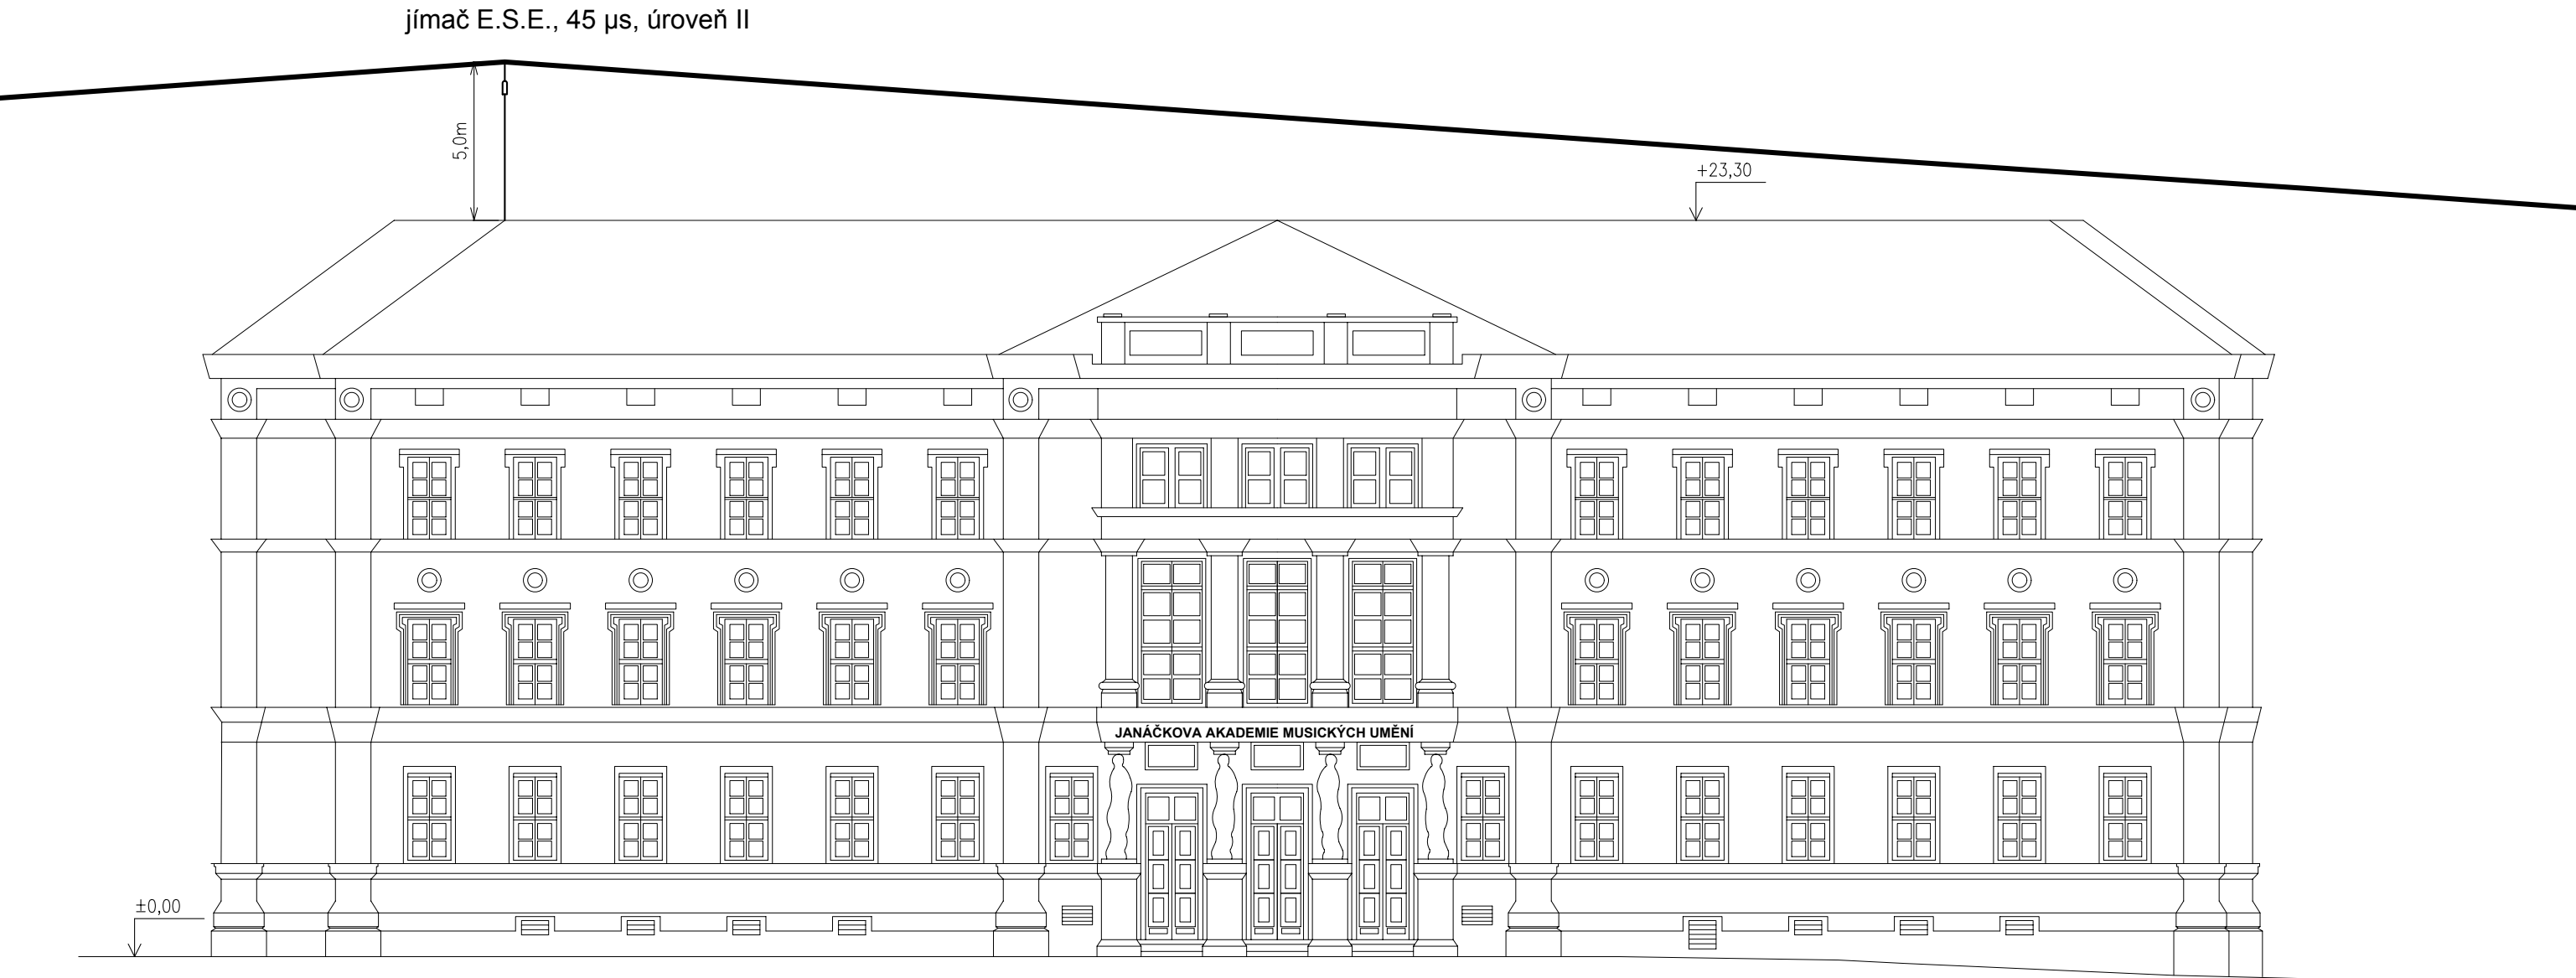 jímač E.S.E., 45 µs, úroveň II
5,0m
+23,30
JANÁČKOVA AKADEMIE MUSICKÝCH UMĚNÍ
±0,00